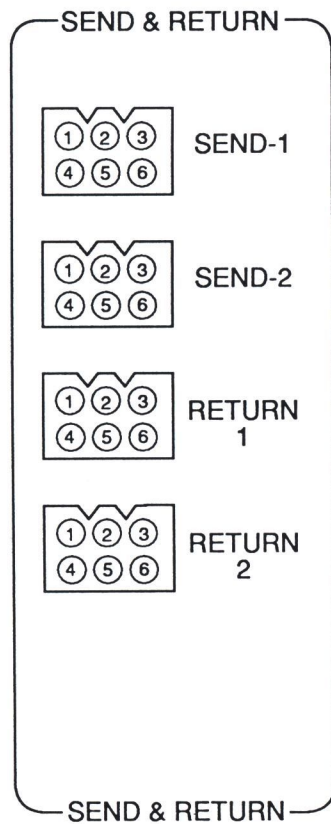 SEND & RETURN
1 2 3
4 5 6
SEND-1
1 2 3
4 5 6
SEND-2
1 2 3
4 5 6
RETURN
1
1 2 3
4 5 6
RETURN
2
SEND & RETURN